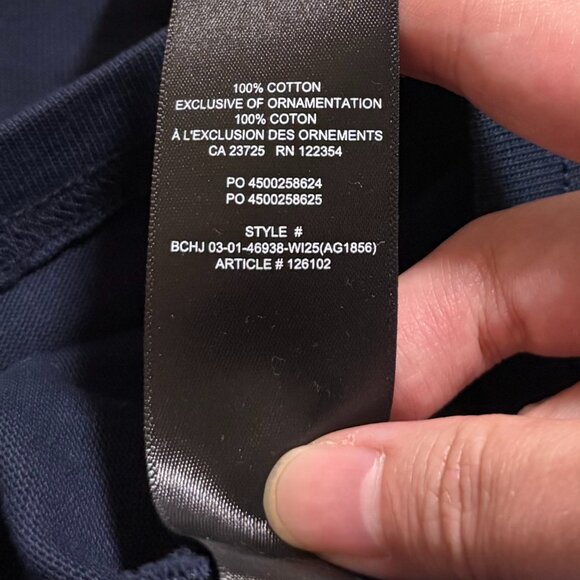 100% COTTON
EXCLUSIVE OF ORNAMENTATION
100% COTON
À L'EXCLUSION DES ORNEMENTS
CA 23725 RN 122354
PO 4500258624
PO 4500258625
STYLE #
BCHJ 03-01-46938-WI25(AG1856)
ARTICLE # 126102